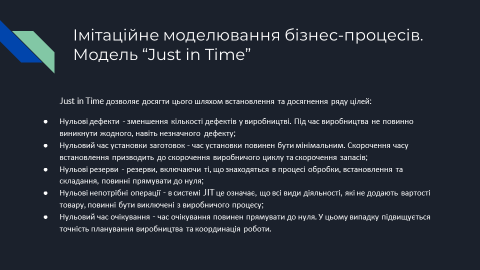 Імітаційне моделювання бізнес-процесів.
Модель “Just in Time”
Just in Time дозволяє досягти цього шляхом встановлення та досягнення ряду цілей:
● Нульові дефекти - зменшення кількості дефектів у виробництві. Під час виробництва не повинно
виникнути жодного, навіть незначного дефекту;
● Нульовий час установки заготовок - час установки повинен бути мінімальним. Скорочення часу
встановлення призводить до скорочення виробничого циклу та скорочення запасів;
● Нульові резерви - резерви, включаючи ті, що знаходяться в процесі обробки, встановлення та
складання, повинні прямувати до нуля;
● Нульові непотрібні операції - в системі JIT це означає, що всі види діяльності, які не додають вартості
товару, повинні бути виключені з виробничого процесу;
● Нульовий час очікування - час очікування повинен прямувати до нуля. У цьому випадку підвищується
точність планування виробництва та координація роботи.